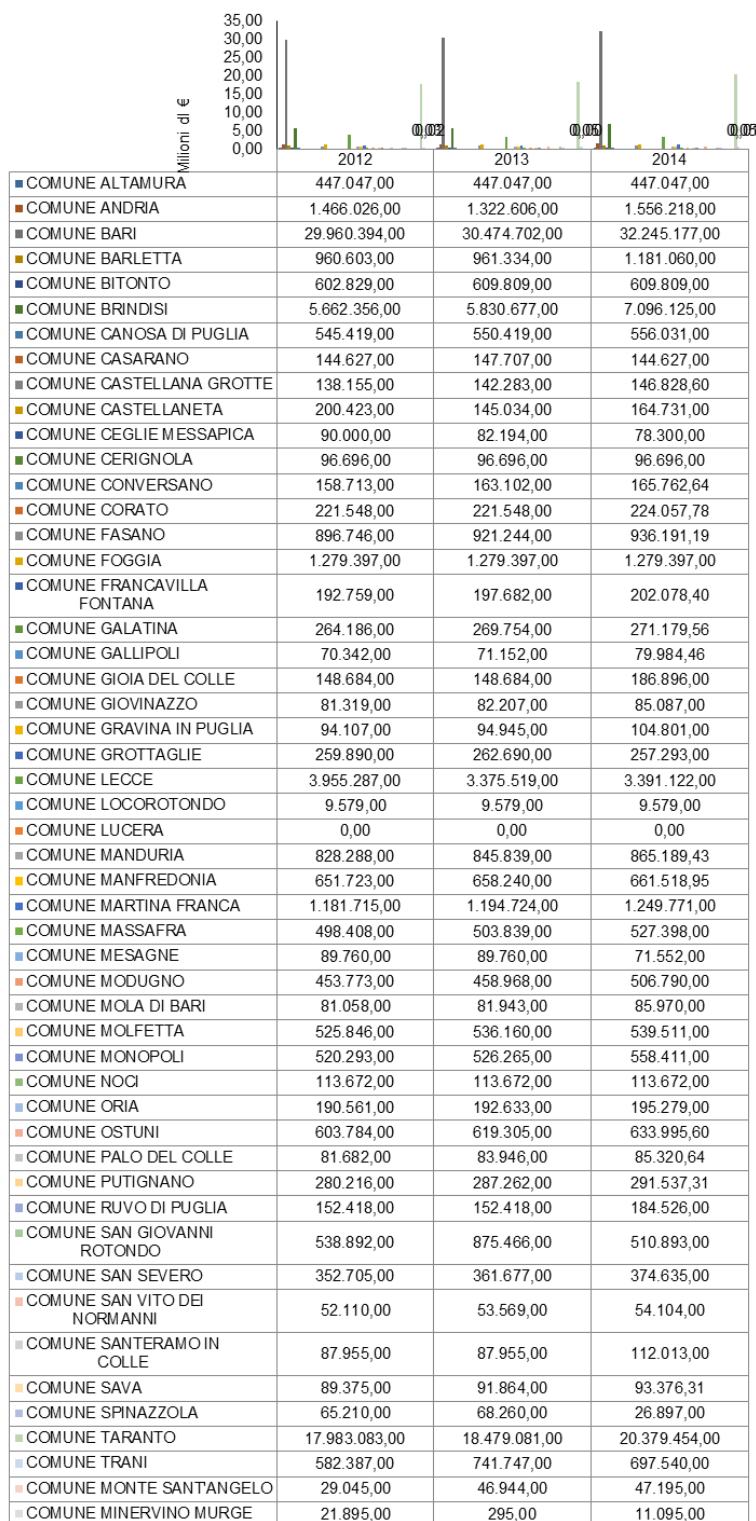 35,00
30,00
25,00
20,00
15,00
10,00
5,00
0,00
Milioni di €
0,03 0,02 0,05 0,00 0,05
2012 2013 2014
COMUNE ALTAMURA 447.047,00 447.047,00 447.047,00
COMUNE ANDRIA 1.466.026,00 1.322.606,00 1.556.218,00
COMUNE BARI 29.960.394,00 30.474.702,00 32.245.177,00
COMUNE BARLETTA 960.603,00 961.334,00 1.181.060,00
COMUNE BITONTO 602.829,00 609.809,00 609.809,00
COMUNE BRINDISI 5.662.356,00 5.830.677,00 7.096.125,00
COMUNE CANOSA DI PUGLIA 545.419,00 550.419,00 556.031,00
COMUNE CASARANO 144.627,00 147.707,00 144.627,00
COMUNE CASTELLANA GROTTE 138.155,00 142.283,00 146.828,60
COMUNE CASTELLANETA 200.423,00 145.034,00 164.731,00
COMUNE CEGLIE MESSAPICA 90.000,00 82.194,00 78.300,00
COMUNE CERIGNOLA 96.696,00 96.696,00 96.696,00
COMUNE CONVERSANO 158.713,00 163.102,00 165.762,64
COMUNE CORATO 221.548,00 221.548,00 224.057,78
COMUNE FASANO 896.746,00 921.244,00 936.191,19
COMUNE FOGGIA 1.279.397,00 1.279.397,00 1.279.397,00
COMUNE FRANCAVILLA
FONTANA 192.759,00 197.682,00 202.078,40
COMUNE GALATINA 264.186,00 269.754,00 271.179,56
COMUNE GALLIPOLI 70.342,00 71.152,00 79.984,46
COMUNE GIOIA DEL COLLE 148.684,00 148.684,00 186.896,00
COMUNE GIOVINAZZO 81.319,00 82.207,00 85.087,00
COMUNE GRAVINA IN PUGLIA 94.107,00 94.945,00 104.801,00
COMUNE GROTTAGLIE 259.890,00 262.690,00 257.293,00
COMUNE LECCE 3.955.287,00 3.375.519,00 3.391.122,00
COMUNE LOCOROTONDO 9.579,00 9.579,00 9.579,00
COMUNE LUCERA 0,00 0,00 0,00
COMUNE MANDURIA 828.288,00 845.839,00 865.189,43
COMUNE MANFREDONIA 651.723,00 658.240,00 661.518,95
COMUNE MARTINA FRANCA 1.181.715,00 1.194.724,00 1.249.771,00
COMUNE MASSAFRA 498.408,00 503.839,00 527.398,00
COMUNE MESAGNE 89.760,00 89.760,00 71.552,00
COMUNE MODUGNO 453.773,00 458.968,00 506.790,00
COMUNE MOLA DI BARI 81.058,00 81.943,00 85.970,00
COMUNE MOLFETTA 525.846,00 536.160,00 539.511,00
COMUNE MONOPOLI 520.293,00 526.265,00 558.411,00
COMUNE NOCI 113.672,00 113.672,00 113.672,00
COMUNE ORIA 190.561,00 192.633,00 195.279,00
COMUNE OSTUNI 603.784,00 619.305,00 633.995,60
COMUNE PALO DEL COLLE 81.682,00 83.946,00 85.320,64
COMUNE PUTIGNANO 280.216,00 287.262,00 291.537,31
COMUNE RUVO DI PUGLIA 152.418,00 152.418,00 184.526,00
COMUNE SAN GIOVANNI
ROTONDO 538.892,00 875.466,00 510.893,00
COMUNE SAN SEVERO 352.705,00 361.677,00 374.635,00
COMUNE SAN VITO DEI
NORMANNI 52.110,00 53.569,00 54.104,00
COMUNE SANTERAMO IN
COLLE 87.955,00 87.955,00 112.013,00
COMUNE SAVA 89.375,00 91.864,00 93.376,31
COMUNE SPINAZZOLA 65.210,00 68.260,00 26.897,00
COMUNE TARANTO 17.983.083,00 18.479.081,00 20.379.454,00
COMUNE TRANI 582.387,00 741.747,00 697.540,00
COMUNE MONTE SANT'ANGELO 29.045,00 46.944,00 47.195,00
COMUNE MINERVINO MURGE 21.895,00 295,00 11.095,00